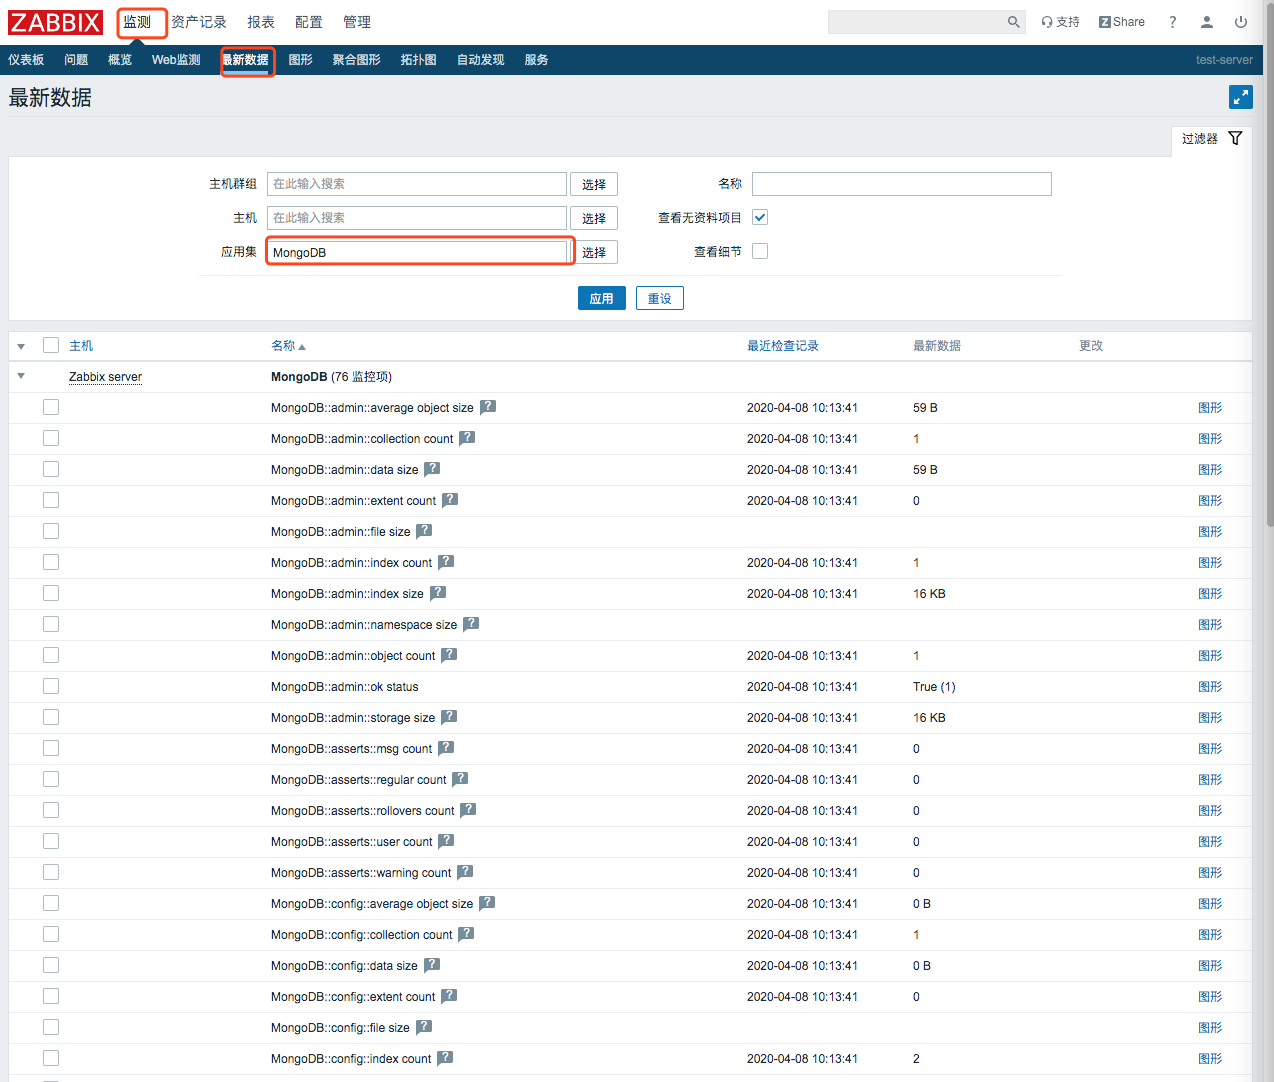 ZABBIX 监测 资产记录 报表 配置 管理 支持 Z Share ?
仪表板 问题 概览 Web监测 最新数据 图形 聚合图形 拓扑图 自动发现 服务 test-server
最新数据
过滤器
主机群组 在此输入搜索 选择 名称
主机 在此输入搜索 选择 查看无资料项目
应用集 MongoDB 选择 查看细节
应用 重设
主机 名称 最近检查记录 最新数据 更改
Zabbix server MongoDB (76 监控项)
MongoDB::admin::average object size ? 2020-04-08 10:13:41 59 B 图形
MongoDB::admin::collection count ? 2020-04-08 10:13:41 1 图形
MongoDB::admin::data size ? 2020-04-08 10:13:41 59 B 图形
MongoDB::admin::extent count ? 2020-04-08 10:13:41 0 图形
MongoDB::admin::file size ? 图形
MongoDB::admin::index count ? 2020-04-08 10:13:41 1 图形
MongoDB::admin::index size ? 2020-04-08 10:13:41 16 KB 图形
MongoDB::admin::namespace size ? 图形
MongoDB::admin::object count ? 2020-04-08 10:13:41 1 图形
MongoDB::admin::ok status 2020-04-08 10:13:41 True (1) 图形
MongoDB::admin::storage size ? 2020-04-08 10:13:41 16 KB 图形
MongoDB::asserts::msg count ? 2020-04-08 10:13:41 0 图形
MongoDB::asserts::regular count ? 2020-04-08 10:13:41 0 图形
MongoDB::asserts::rollovers count ? 2020-04-08 10:13:41 0 图形
MongoDB::asserts::user count ? 2020-04-08 10:13:41 0 图形
MongoDB::asserts::warning count ? 2020-04-08 10:13:41 0 图形
MongoDB::config::average object size ? 2020-04-08 10:13:41 0 B 图形
MongoDB::config::collection count ? 2020-04-08 10:13:41 1 图形
MongoDB::config::data size ? 2020-04-08 10:13:41 0 B 图形
MongoDB::config::extent count ? 2020-04-08 10:13:41 0 图形
MongoDB::config::file size ? 图形
MongoDB::config::index count ? 2020-04-08 10:13:41 2 图形